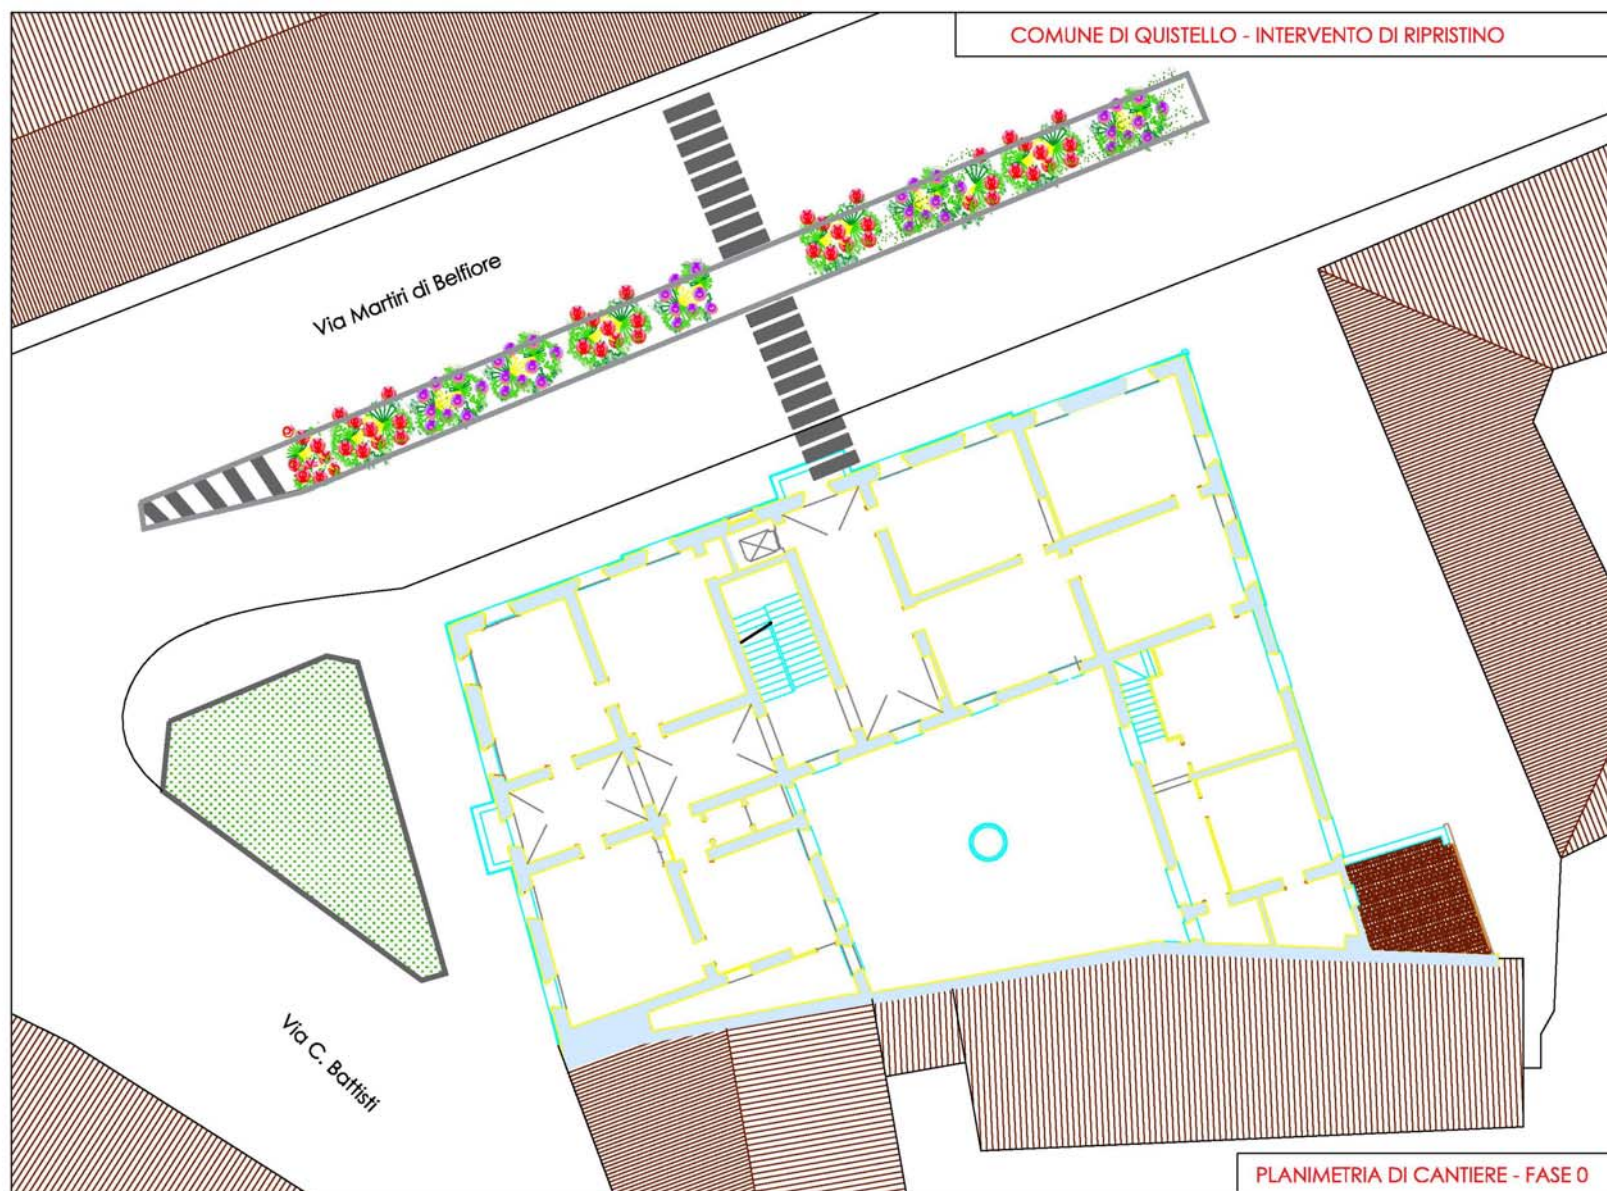 COMUNE DI QUISTELLO - INTERVENTO DI RIPRISTINO
Via Martiri di Belfiore
Via C. Battisti
PLANIMETRIA DI CANTIERE - FASE 0